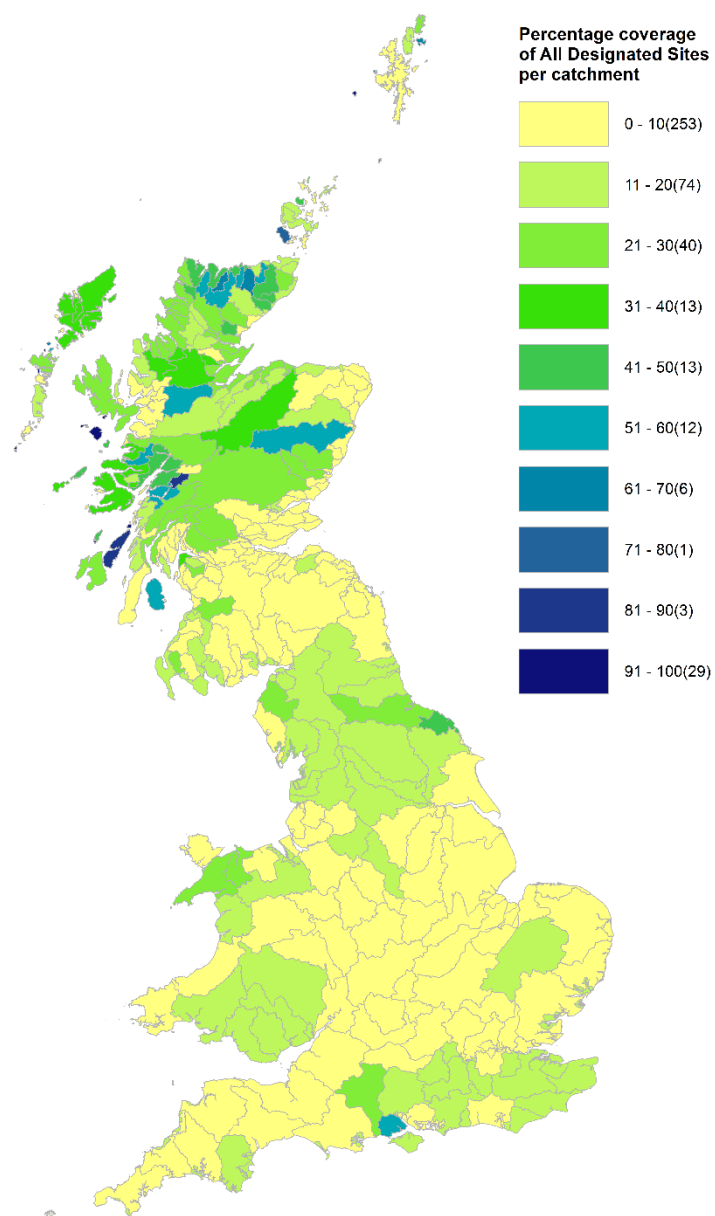 Percentage coverage
of All Designated Sites
per catchment
0 - 10(253)
11 - 20(74)
21 - 30(40)
31 - 40(13)
41 - 50(13)
51 - 60(12)
61 - 70(6)
71 - 80(1)
81 - 90(3)
91 - 100(29)